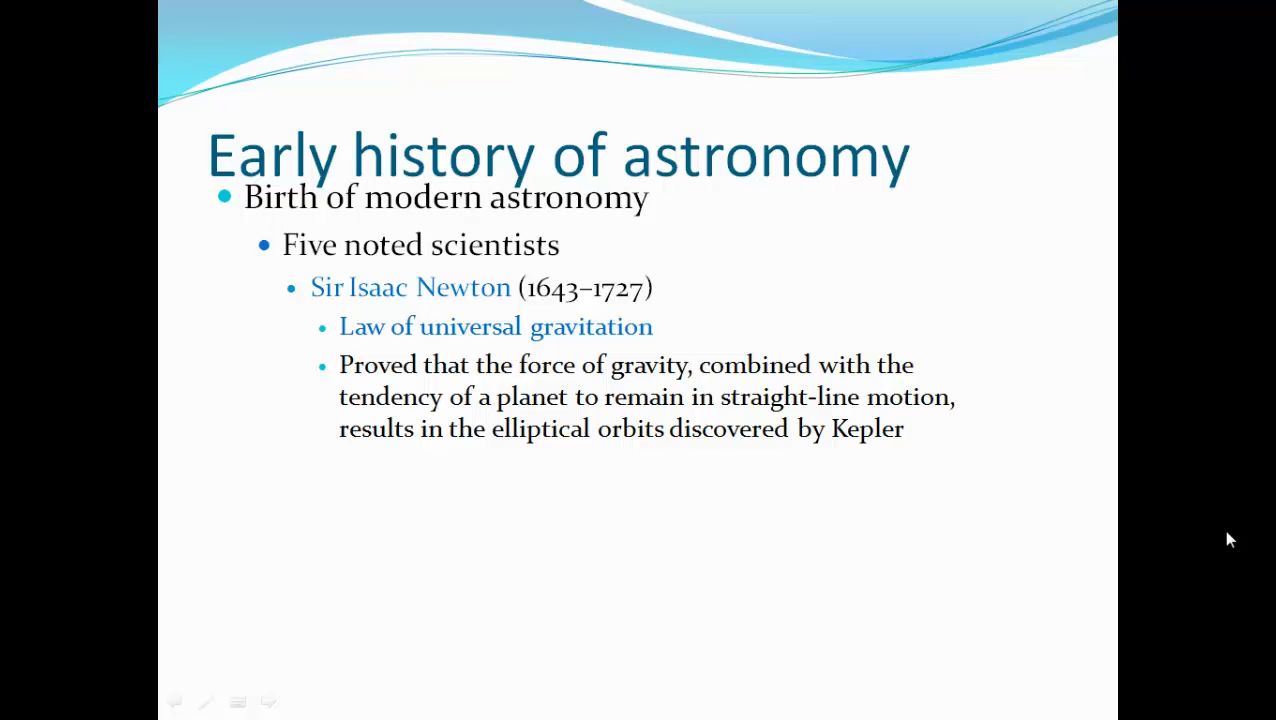 Early history of astronomy
Birth of modern astronomy
Five noted scientists
Sir Isaac Newton (1643–1727)
Law of universal gravitation
Proved that the force of gravity, combined with the
tendency of a planet to remain in straight-line motion,
results in the elliptical orbits discovered by Kepler